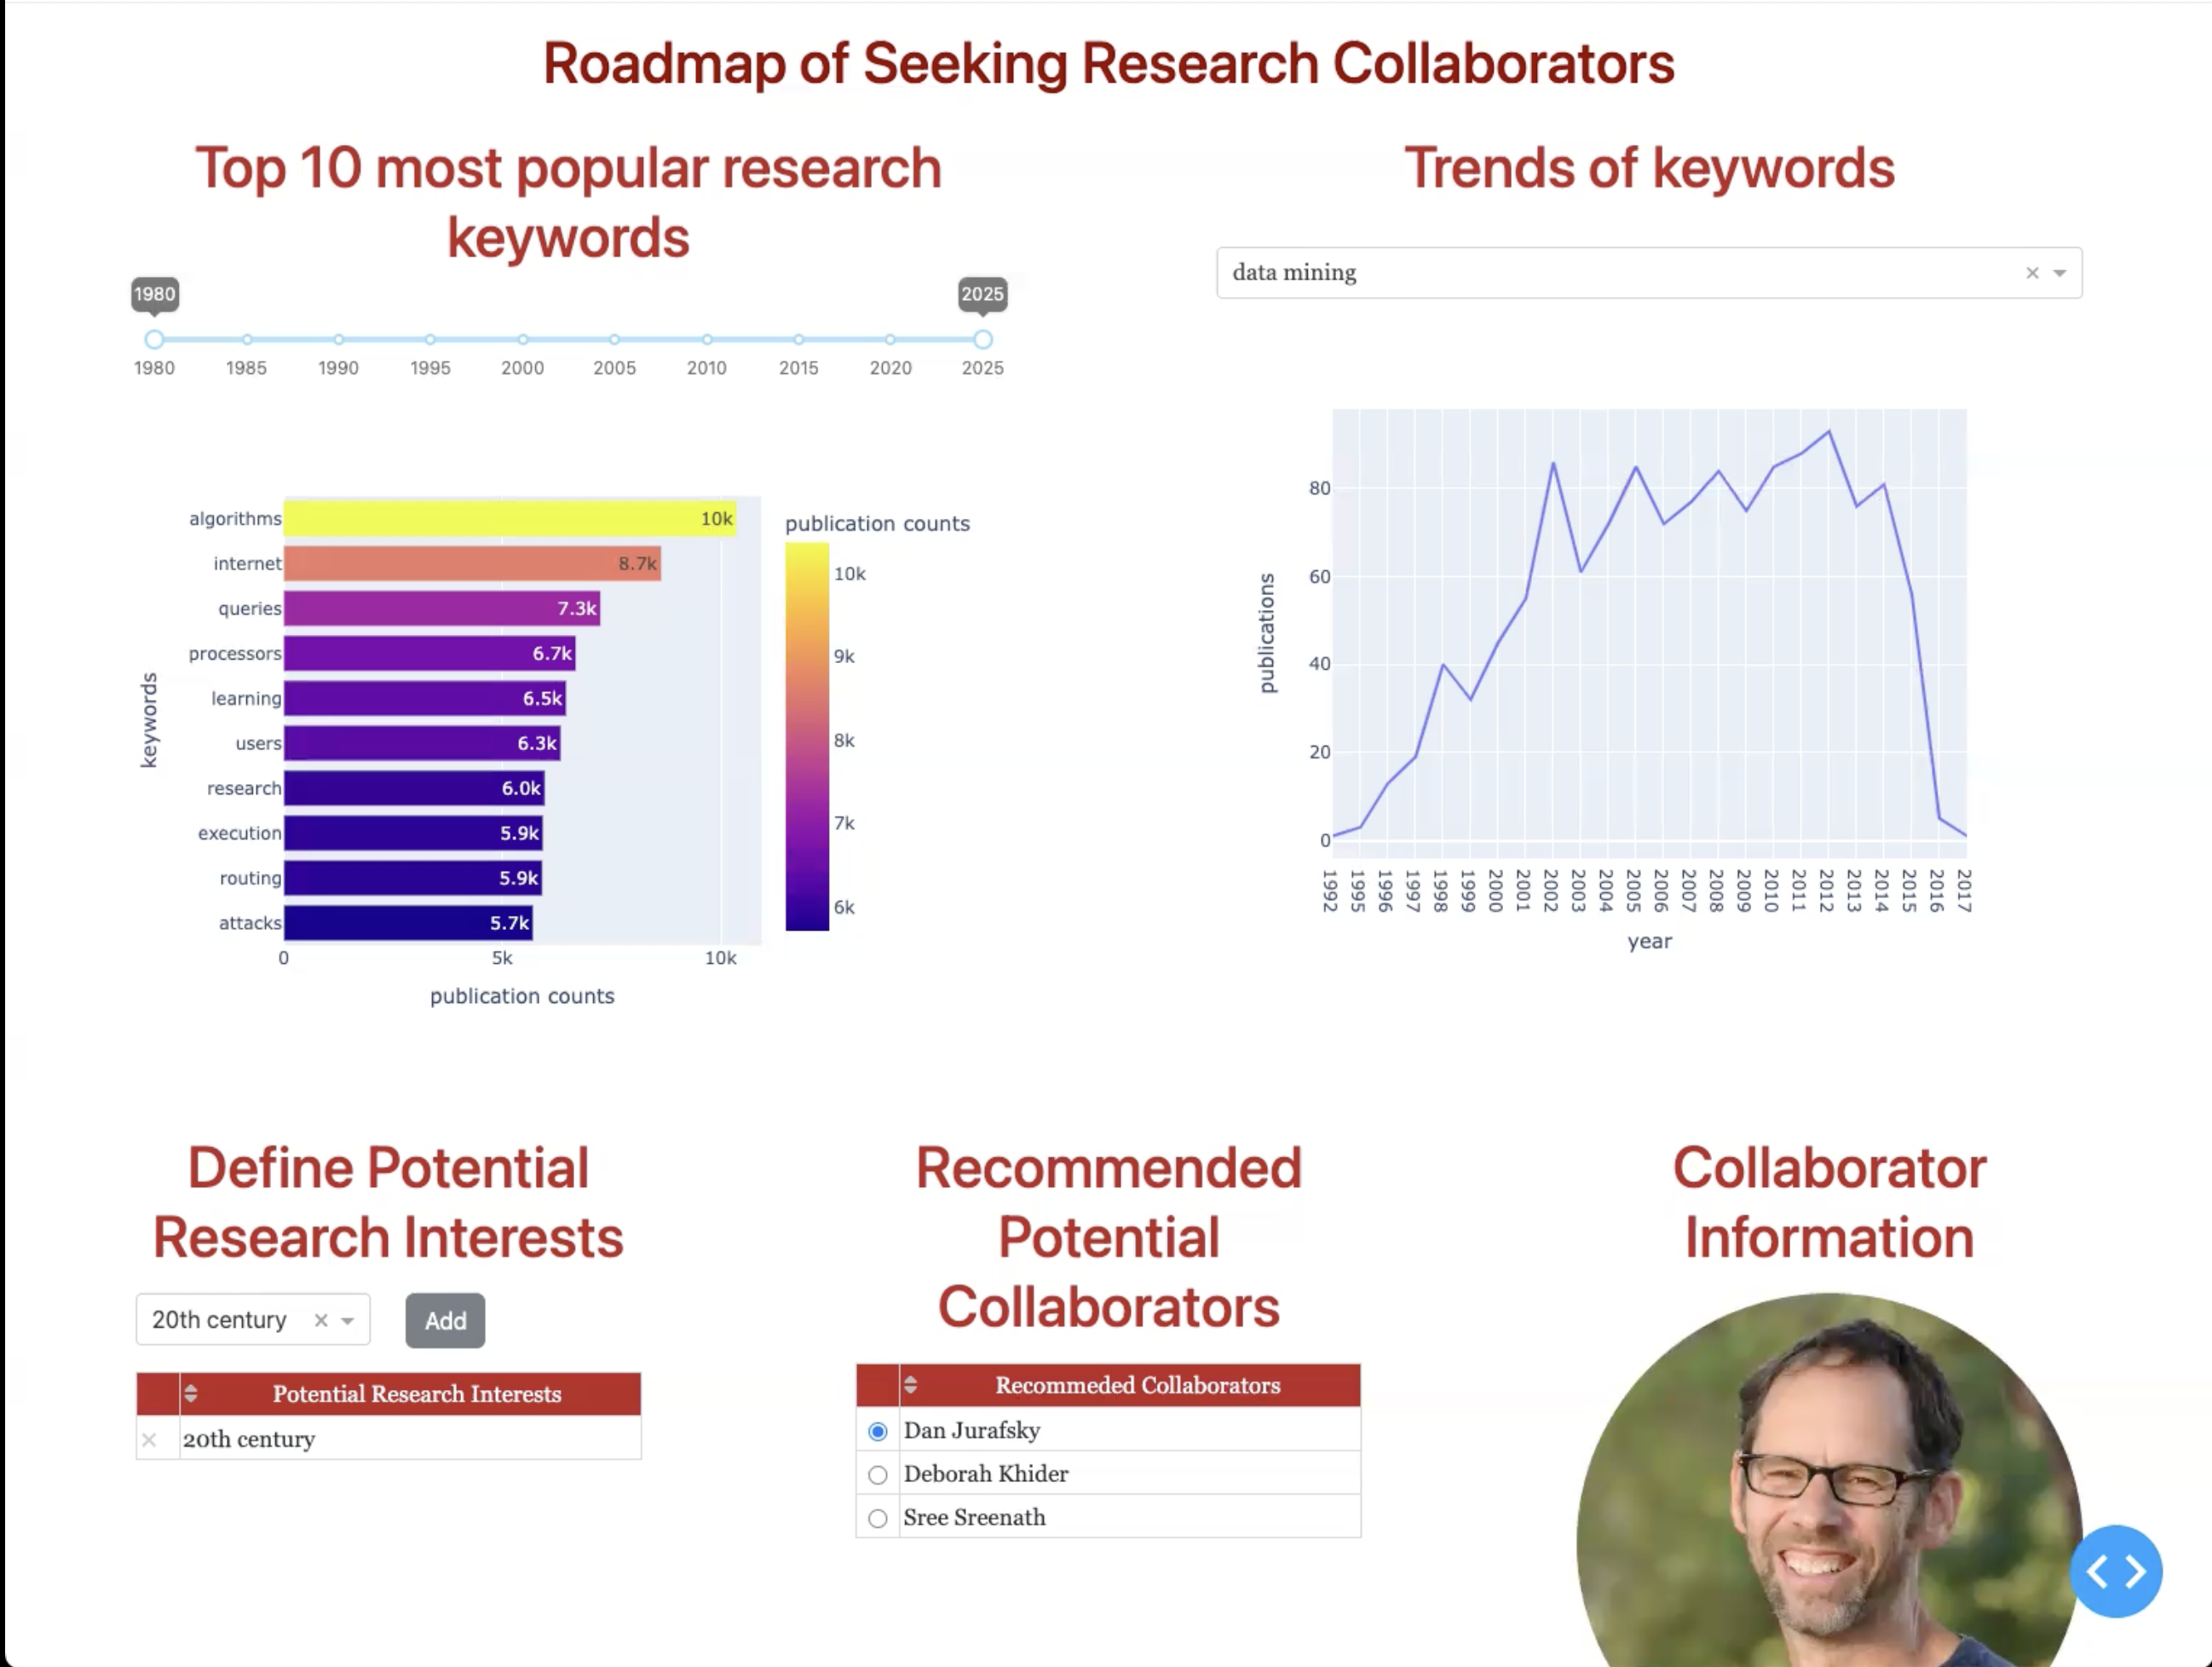 Roadmap of Seeking Research Collaborators
Top 10 most popular research
keywords
1980
2025
1980 1985 1990 1995 2000 2005 2010 2015 2020 2025
keywords
algorithms 10k
internet 8.7k
queries 7.3k
processors 6.7k
learning 6.5k
users 6.3k
research 6.0k
execution 5.9k
routing 5.9k
attacks 5.7k
0 5k 10k
publication counts
publication counts
10k
9k
8k
7k
6k
Trends of keywords
data mining
publications
80
60
40
20
0
1992 1995 1996 1997 1998 1999 2000 2001 2002 2003 2004 2005 2006 2007 2008 2009 2010 2011 2012 2013 2014 2015 2016 2017
year
Define Potential
Research Interests
20th century
Add
Potential Research Interests
20th century
Recommended
Potential
Collaborators
Recommeded Collaborators
Dan Jurafsky
Deborah Khider
Sree Sreenath
Collaborator
Information